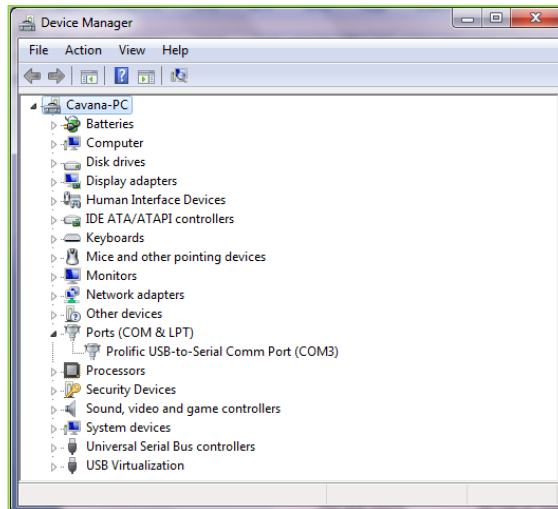 Device Manager
File Action View Help
Cavana-PC
Batteries
Computer
Disk drives
Display adapters
Human Interface Devices
IDE ATA/ATAPI controllers
Keyboards
Mice and other pointing devices
Monitors
Network adapters
Other devices
Ports (COM & LPT)
Prolific USB-to-Serial Comm Port (COM3)
Processors
Security Devices
Sound, video and game controllers
System devices
Universal Serial Bus controllers
USB Virtualization